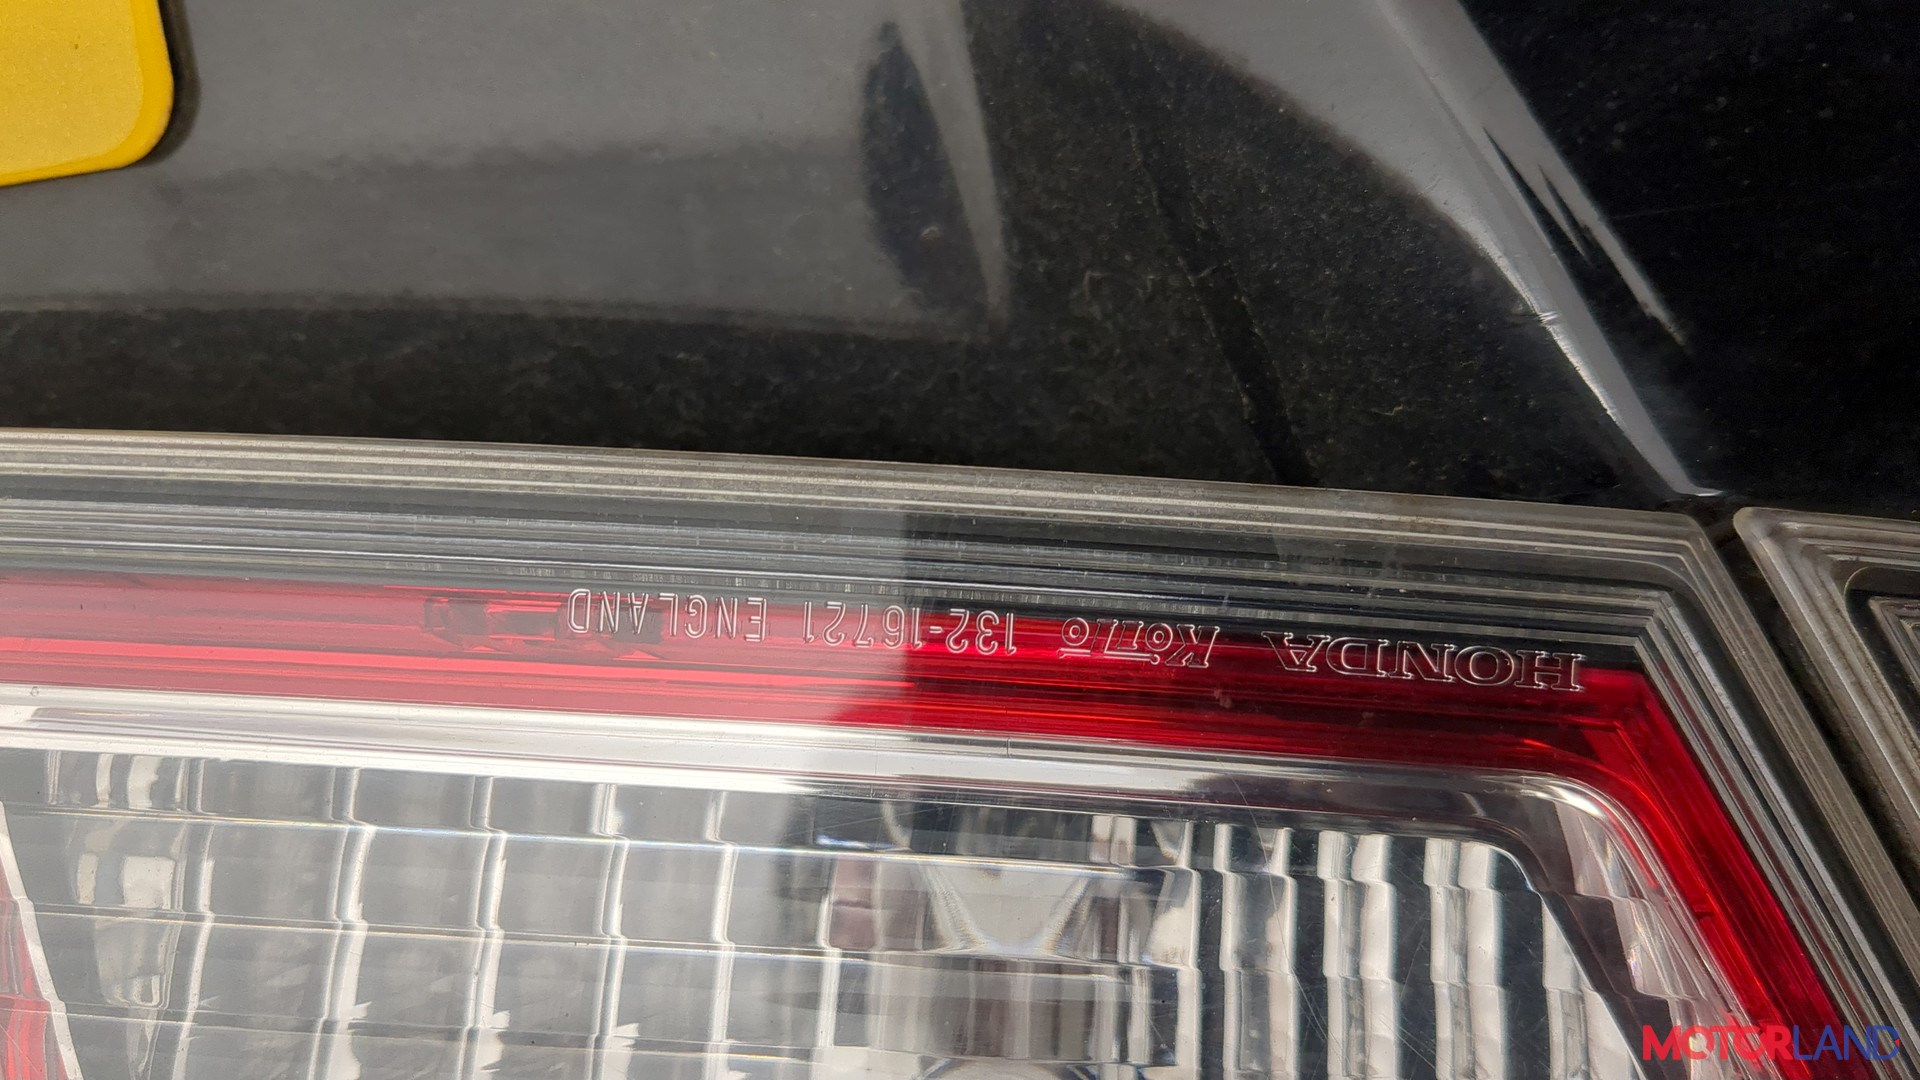 HONDA Koito 132-16721 ENGLAND
MOTORLAND